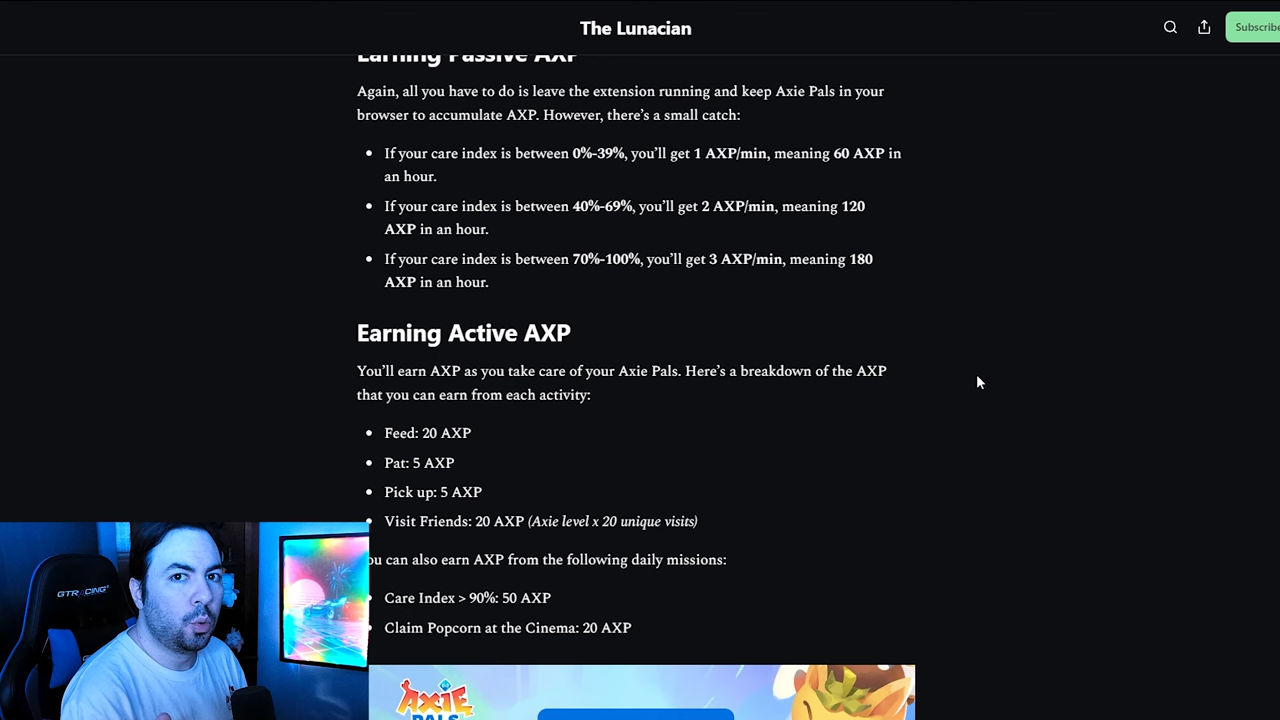 The Lunacian
Subscribe
Earning Passive AXP
Again, all you have to do is leave the extension running and keep Axie Pals in your
browser to accumulate AXP. However, there’s a small catch:
• If your care index is between 0%-39%, you’ll get 1 AXP/min, meaning 60 AXP in
an hour.
• If your care index is between 40%-69%, you’ll get 2 AXP/min, meaning 120
AXP in an hour.
• If your care index is between 70%-100%, you’ll get 3 AXP/min, meaning 180
AXP in an hour.
Earning Active AXP
You’ll earn AXP as you take care of your Axie Pals. Here’s a breakdown of the AXP
that you can earn from each activity:
• Feed: 20 AXP
• Pat: 5 AXP
• Pick up: 5 AXP
• Visit Friends: 20 AXP (Axie level x 20 unique visits)
ou can also earn AXP from the following daily missions:
• Care Index > 90%: 50 AXP
• Claim Popcorn at the Cinema: 20 AXP
GTRACING
AXIE
PALS